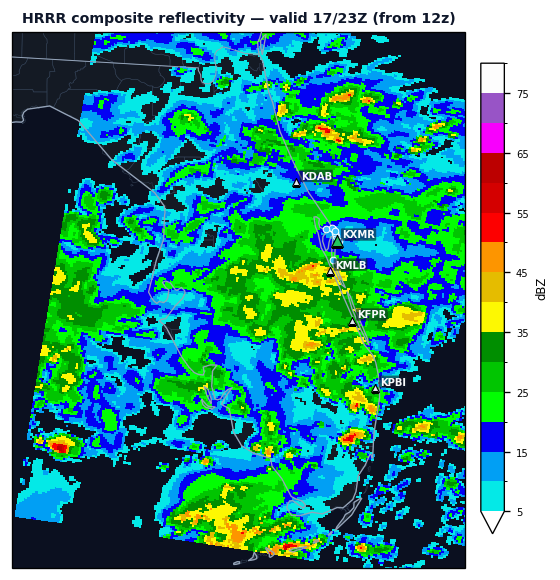 HRRR composite reflectivity — valid 17/23Z (from 12z)
KDAB
KXMR
KMLB
KFPR
KPBI
75
65
55
45
35
25
15
5
dBZ